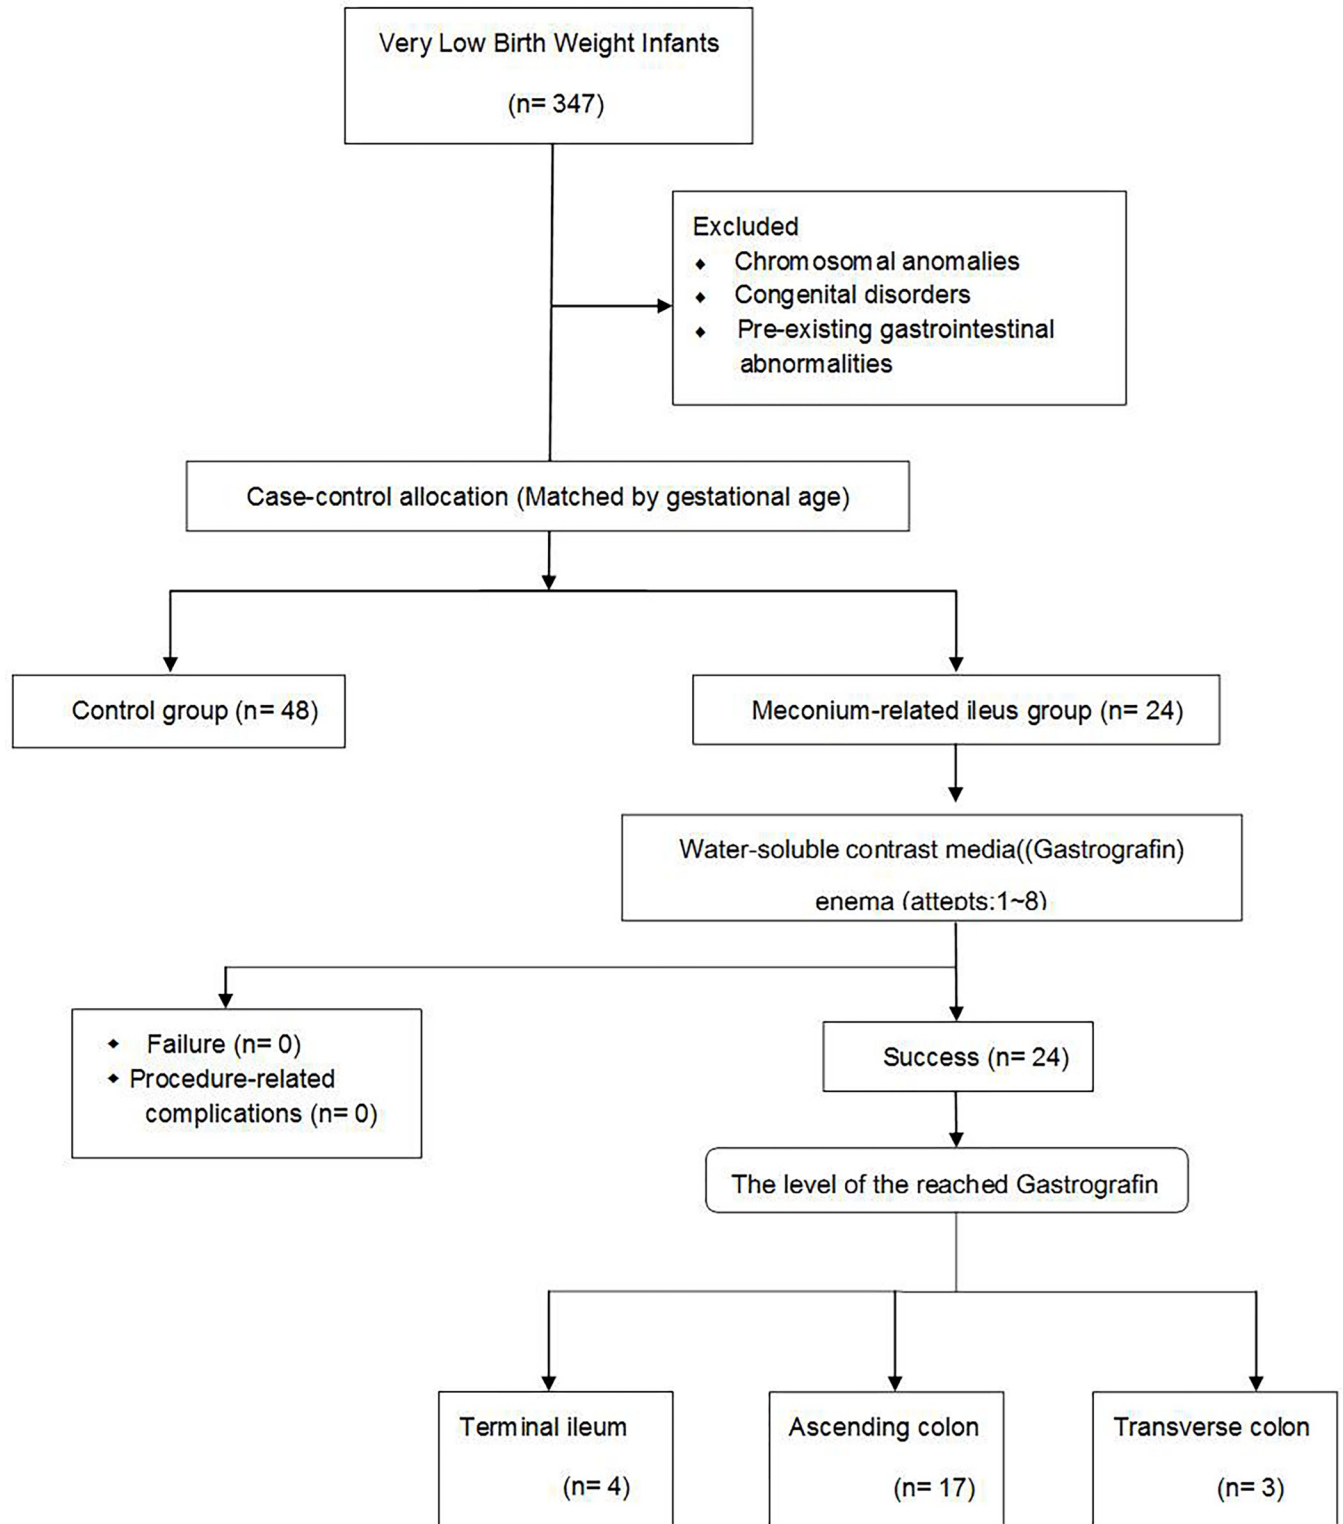 Very Low Birth Weight Infants
(n= 347)
Excluded
◆ Chromosomal anomalies
◆ Congenital disorders
◆ Pre-existing gastrointestinal
abnormalities
Case-control allocation (Matched by gestational age)
Control group (n= 48)
Meconium-related ileus group (n= 24)
Water-soluble contrast media((Gastrografin)
enema (attepts:1~8)
◆ Failure (n= 0)
◆ Procedure-related
complications (n= 0)
Success (n= 24)
The level of the reached Gastrografin
Terminal ileum
(n= 4)
Ascending colon
(n= 17)
Transverse colon
(n= 3)